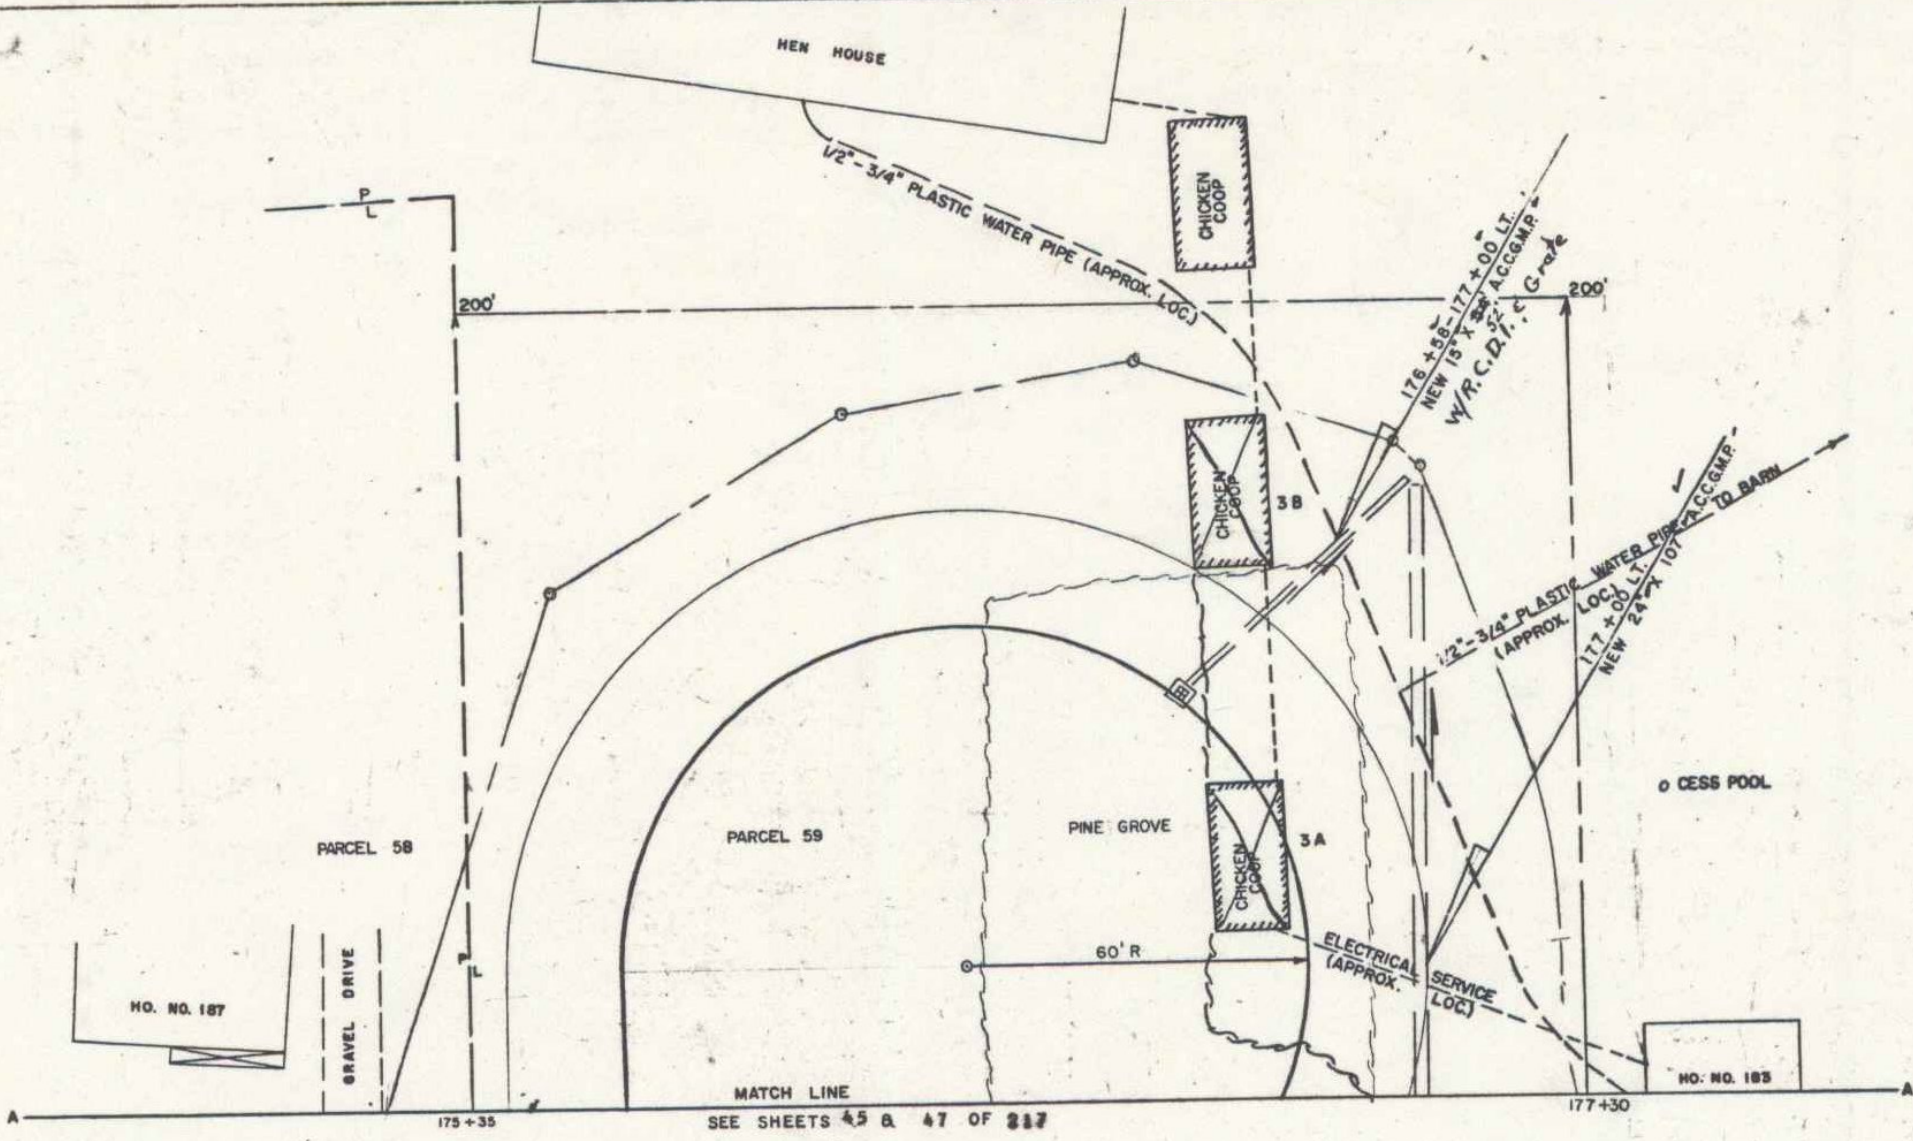 HEN HOUSE
1/2" - 3/4" PLASTIC WATER PIPE (APPROX. LOC.)
CHICKEN
COOP
P
L
200'
200'
176 + 58 - 177 + 00 LT.
NEW 15" X 52' A.C.C.G.M.P.
W/R.C.D.I. & Grate
CHICKEN
COOP
3B
1/2" - 3/4" PLASTIC WATER PIPE TO BARN
(APPROX. LOC.)
177 + 00 LT.
NEW 24" X 107' A.C.C.G.M.P.
CESS POOL
PARCEL 58
PARCEL 59
PINE GROVE
CHICKEN
COOP
3A
P
L
60' R
ELECTRICAL SERVICE
(APPROX. LOC.)
HO. NO. 187
GRAVEL DRIVE
HO. NO. 183
MATCH LINE
A
A
175+35
SEE SHEETS 45 & 47 OF 217
177+30